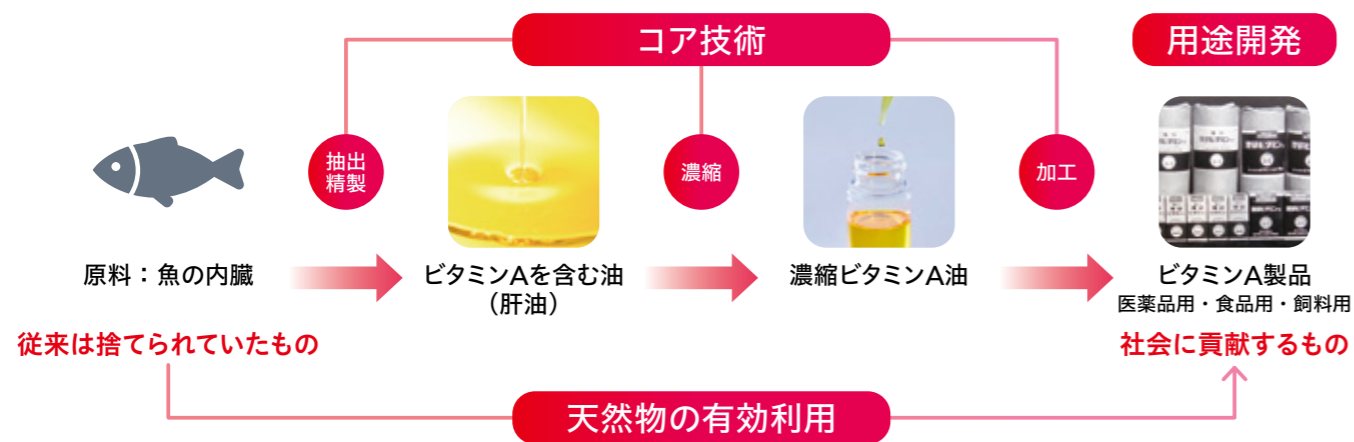 コア技術
用途開発
抽出
精製
濃縮
加工
原料：魚の内臓
ビタミンAを含む油
（肝油）
濃縮ビタミンA油
ビタミンA製品
医薬品用・食品用・飼料用
従来は捨てられていたもの
社会に貢献するもの
天然物の有効利用